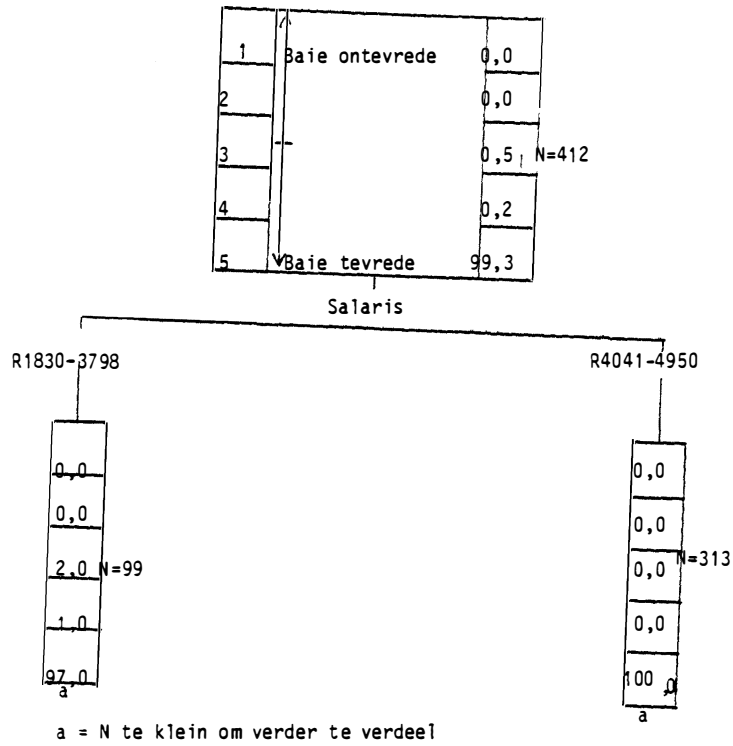 1 Baie ontevrede 0,0
2 0,0
3 0,5 N=412
4 0,2
5 Baie tevrede 99,3
Salaris
R1830-3798 R4041-4950
0,0 0,0
0,0 0,0
2,0 N=99 0,0 N=313
1,0 0,0
97,0 100,0
a a
a = N te klein om verder te verdeel